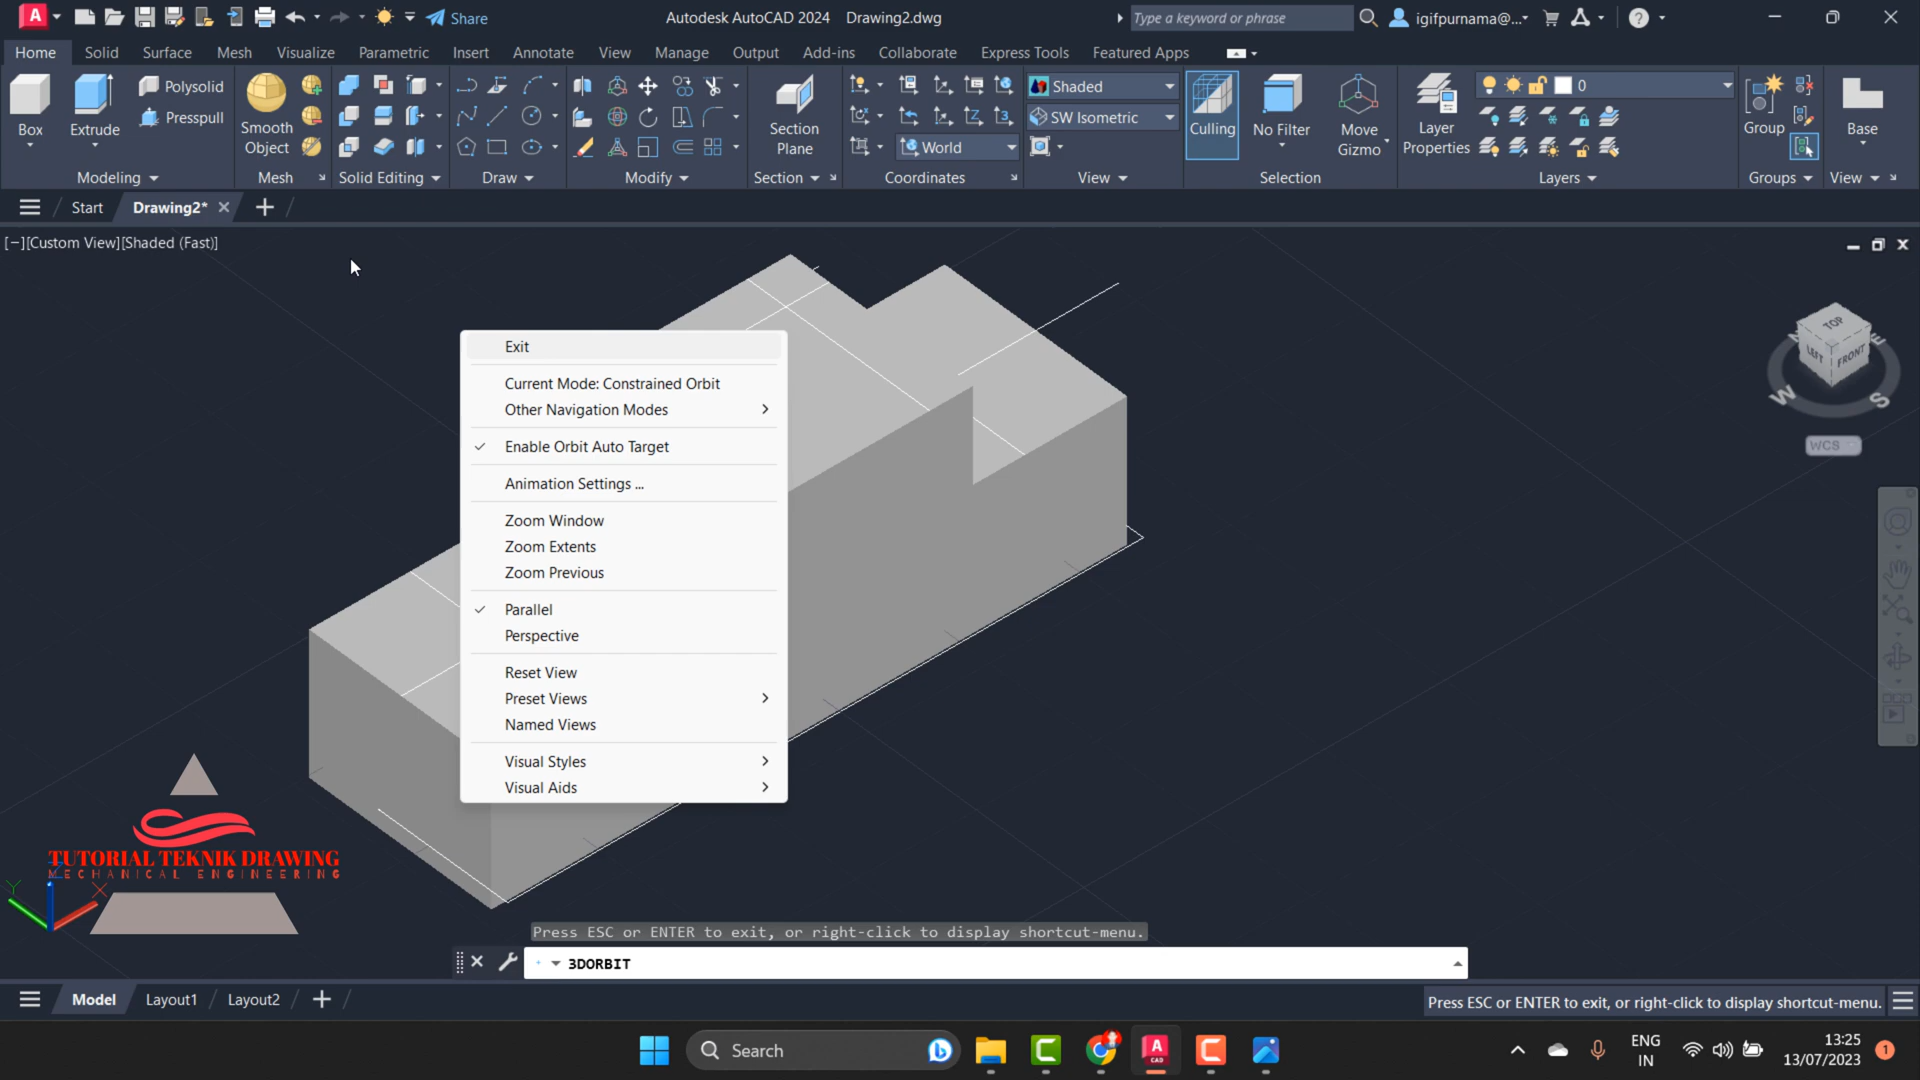 Share
Autodesk AutoCAD 2024 Drawing2.dwg
Type a keyword or phrase
igifpurnama@...
Home Solid Surface Mesh Visualize Parametric Insert Annotate View Manage Output Add-ins Collaborate Express Tools Featured Apps
Box
Extrude
Polysolid
Presspull
Smooth
Object
Section
Plane
World
Shaded
SW Isometric
Culling
No Filter
Move
Gizmo
Layer
Properties
0
Group
Base
Modeling Mesh Solid Editing Draw Modify Section Coordinates View Selection Layers Groups View
Start Drawing2*
[−][Custom View][Shaded (Fast)]
TOP
LEFT
FRONT
W
S
WCS
Exit
Current Mode: Constrained Orbit
Other Navigation Modes
Enable Orbit Auto Target
Animation Settings ...
Zoom Window
Zoom Extents
Zoom Previous
Parallel
Perspective
Reset View
Preset Views
Named Views
Visual Styles
Visual Aids
TUTORIAL TEKNIK DRAWING
MECHANICAL ENGINEERING
Y
X
Press ESC or ENTER to exit, or right-click to display shortcut-menu.
3DORBIT
Model Layout1 Layout2
Press ESC or ENTER to exit, or right-click to display shortcut-menu.
Search
ENG
IN
13:25
13/07/2023
1